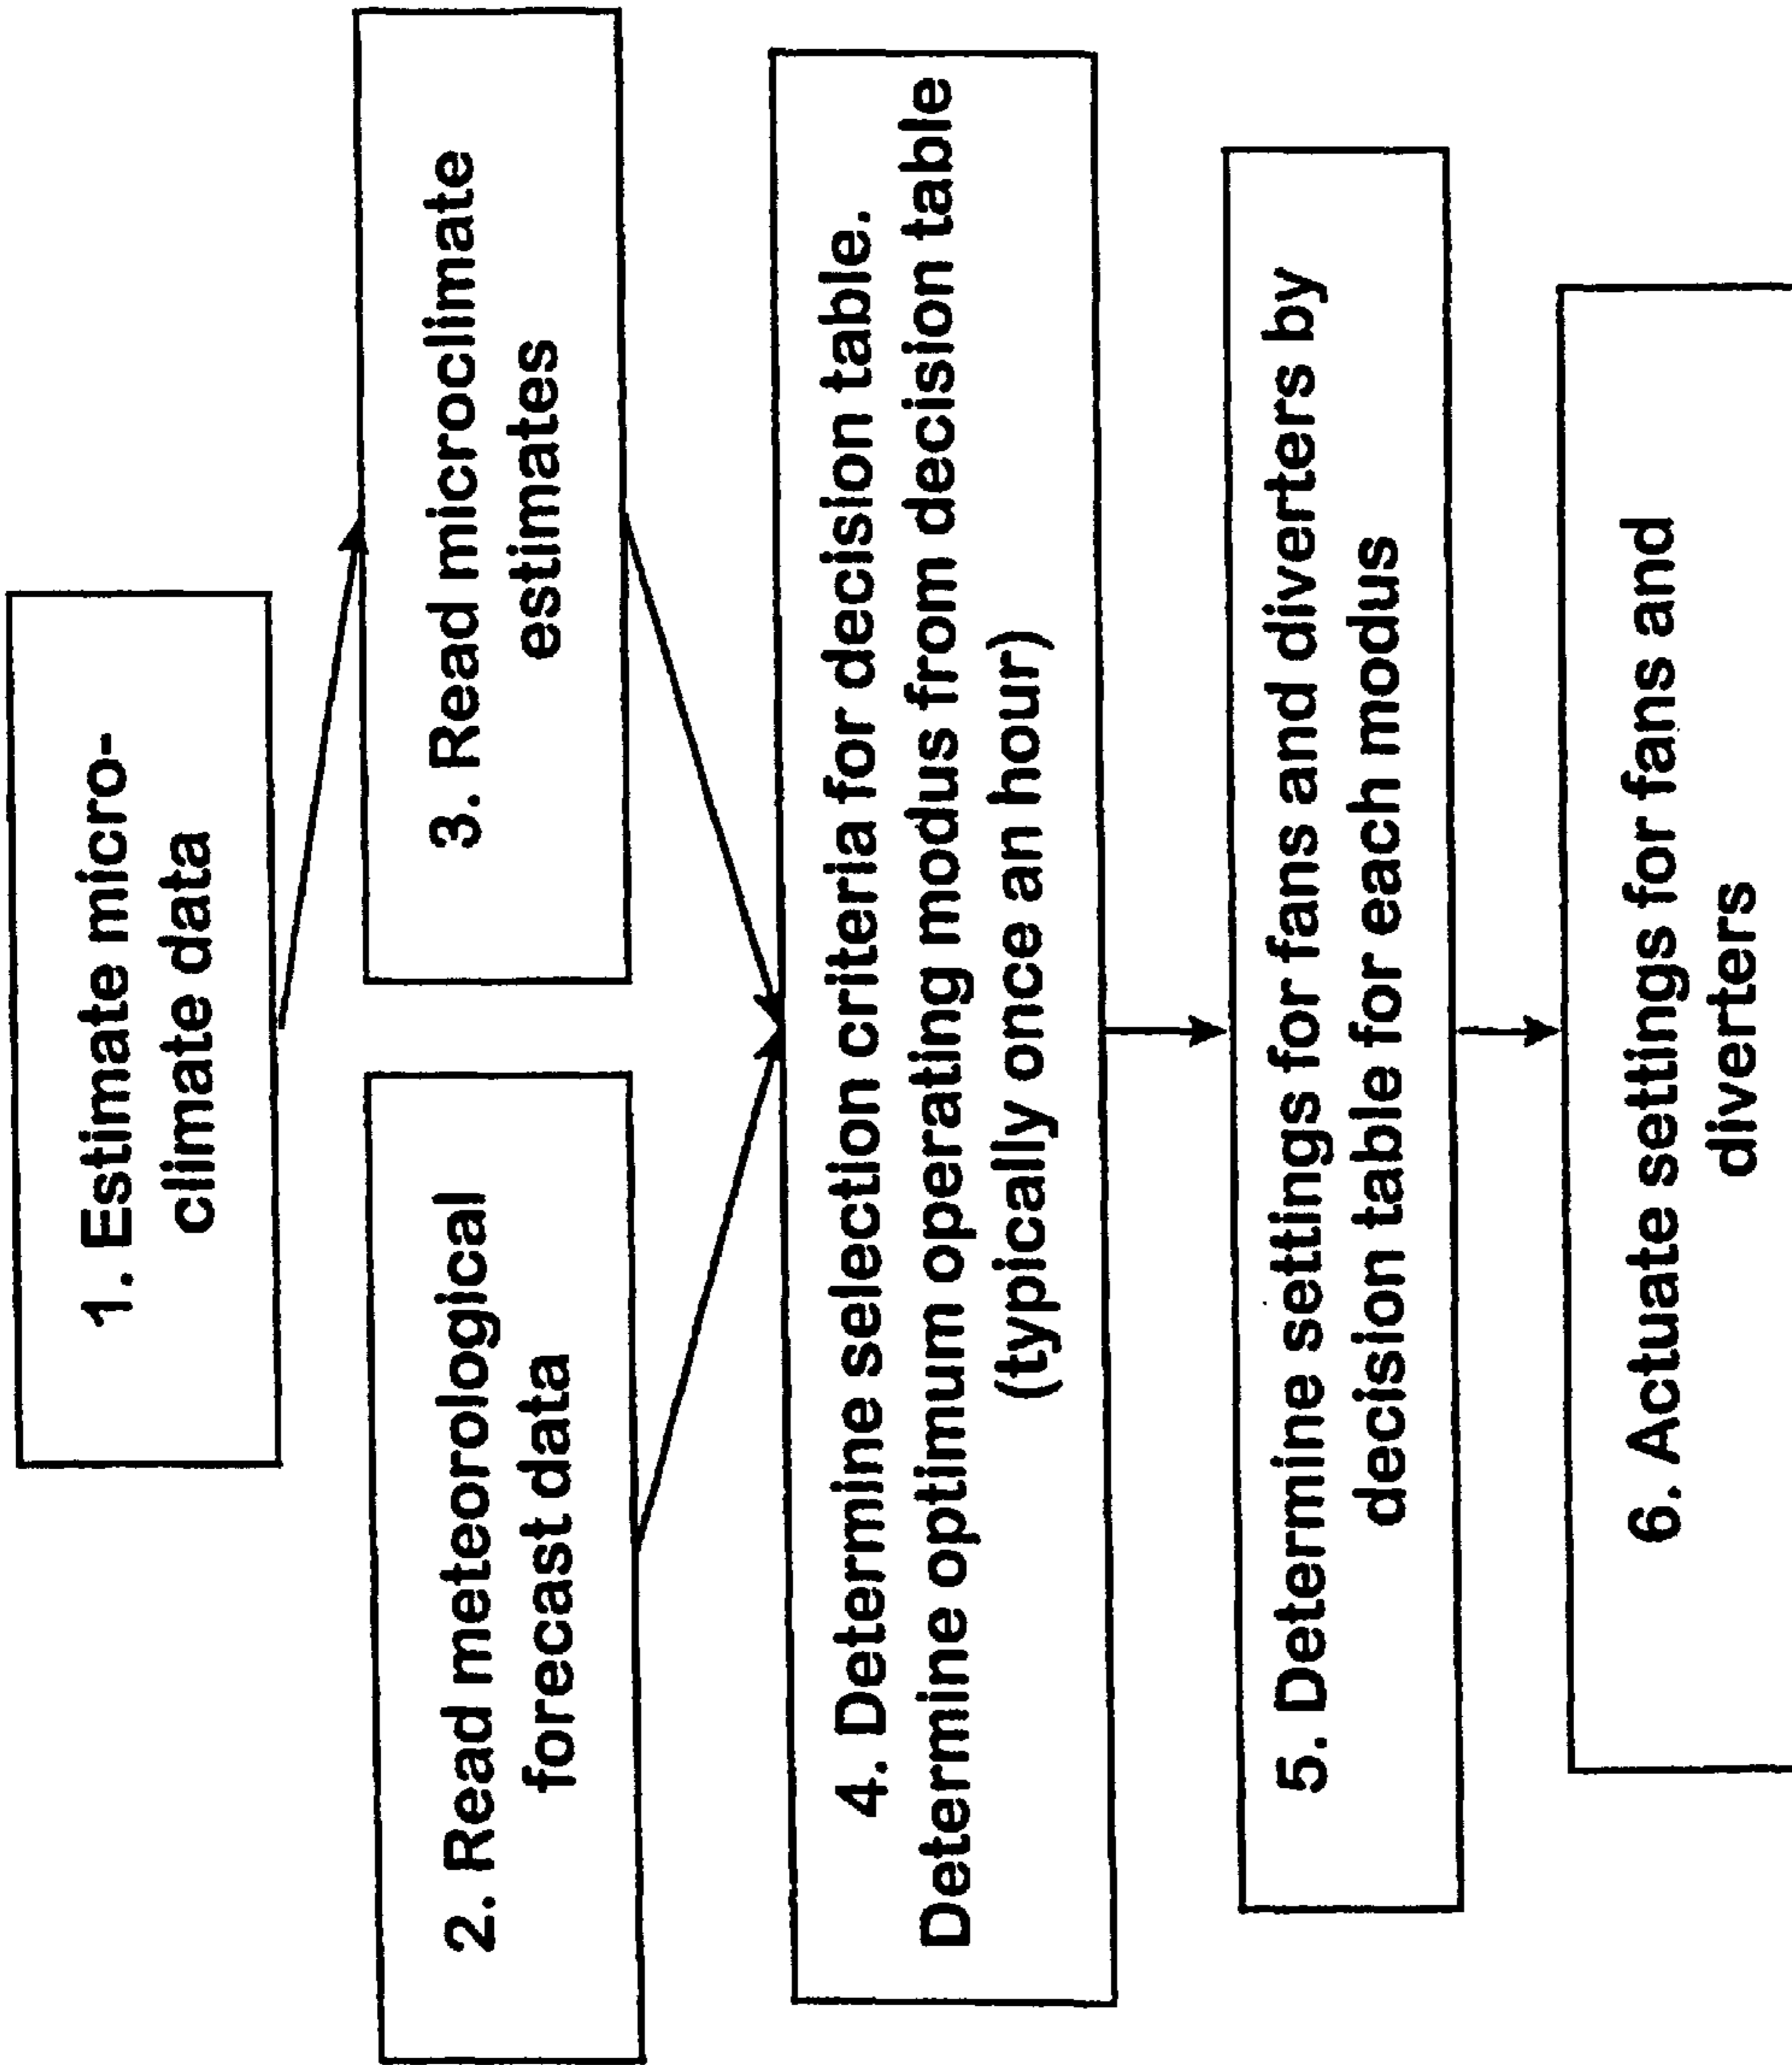 1. Estimate micro-
climate data
2. Read meteorological
forecast data
3. Read microclimate
estimates
4. Determine selection criteria for decision table.
Determine optimum operating modus from decision table
(typically once an hour)
5. Determine settings for fans and diverters by
decision table for each modus
6. Actuate settings for fans and
diverters